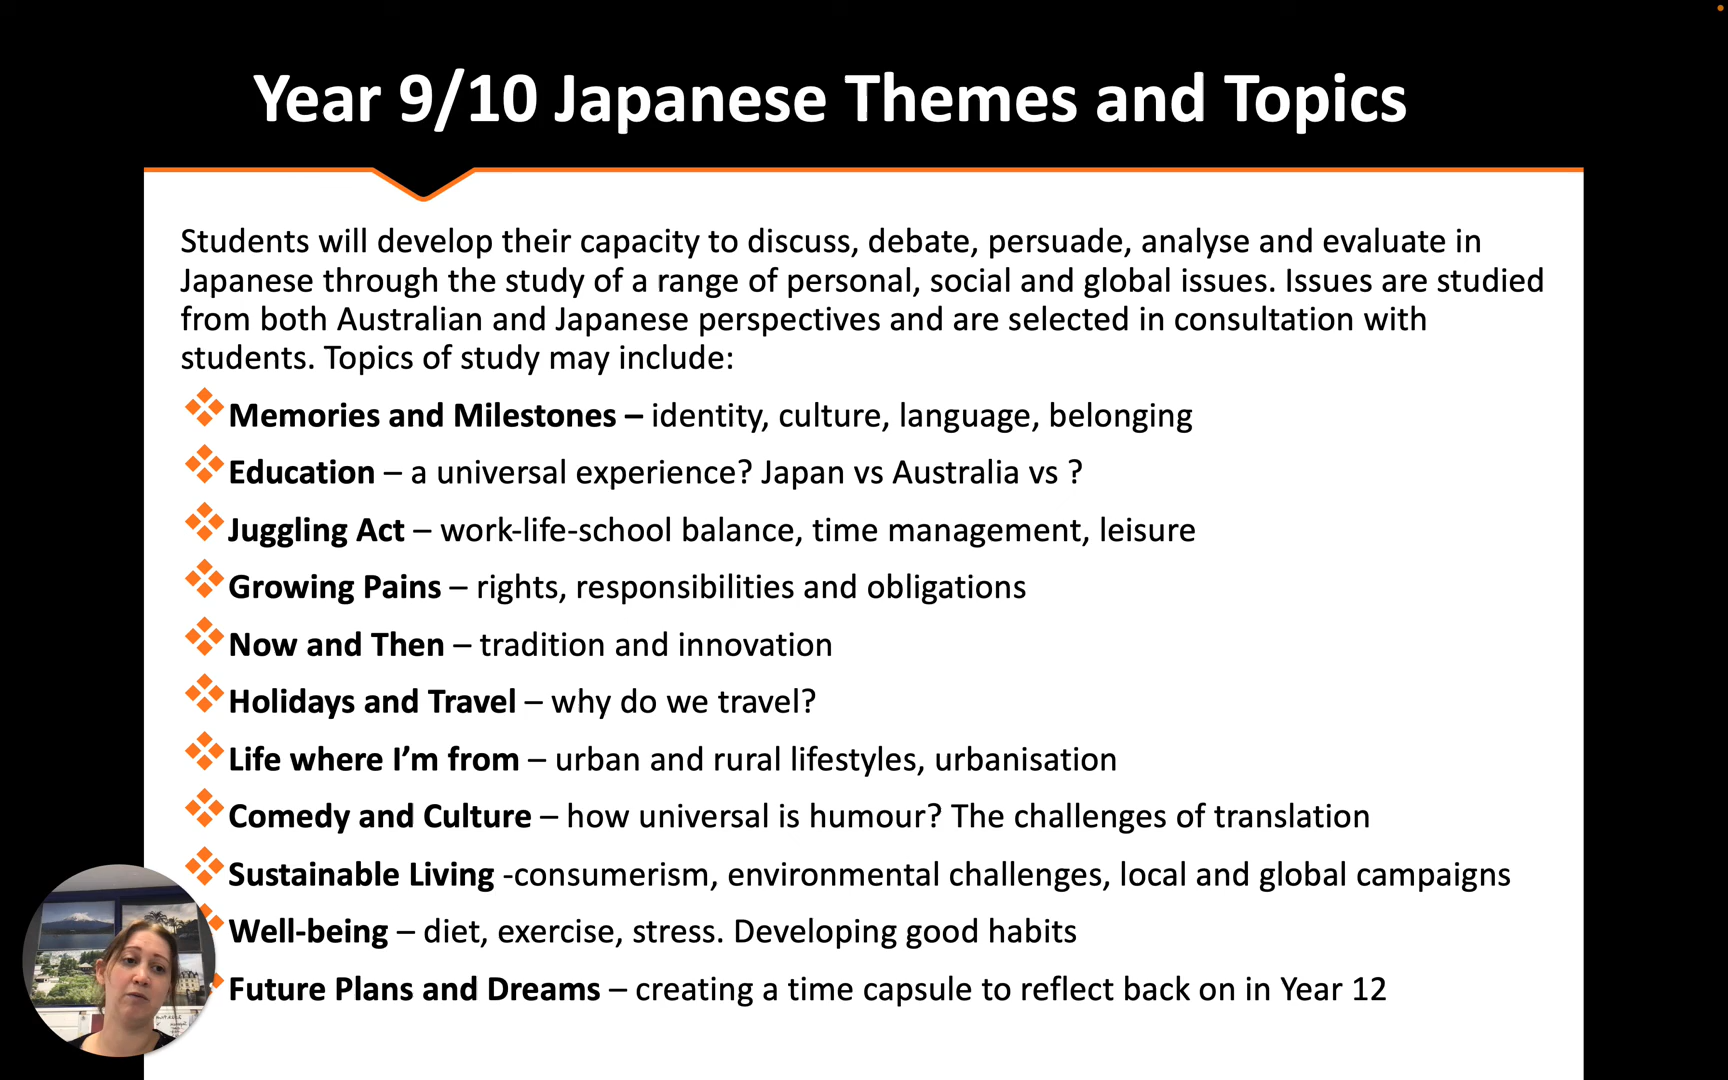 Year 9/10 Japanese Themes and Topics
Students will develop their capacity to discuss, debate, persuade, analyse and evaluate in
Japanese through the study of a range of personal, social and global issues. Issues are studied
from both Australian and Japanese perspectives and are selected in consultation with
students. Topics of study may include:
Memories and Milestones – identity, culture, language, belonging
Education – a universal experience? Japan vs Australia vs ?
Juggling Act – work-life-school balance, time management, leisure
Growing Pains – rights, responsibilities and obligations
Now and Then – tradition and innovation
Holidays and Travel – why do we travel?
Life where I’m from – urban and rural lifestyles, urbanisation
Comedy and Culture – how universal is humour? The challenges of translation
Sustainable Living -consumerism, environmental challenges, local and global campaigns
Well-being – diet, exercise, stress. Developing good habits
Future Plans and Dreams – creating a time capsule to reflect back on in Year 12